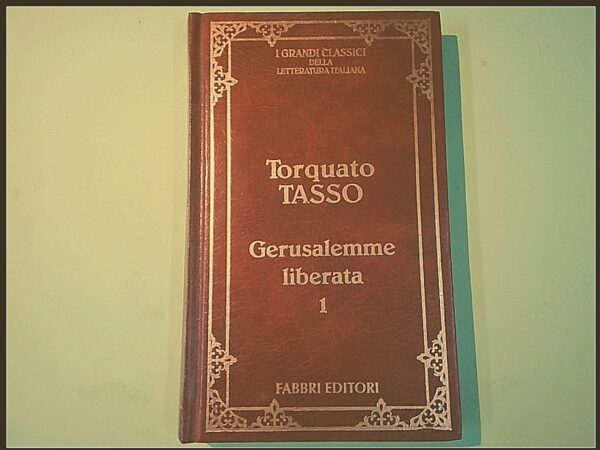 I GRANDI CLASSICI
DELLA
LETTERATURA ITALIANA
Torquato
TASSO
Gerusalemme
liberata
1
FABBRI EDITORI